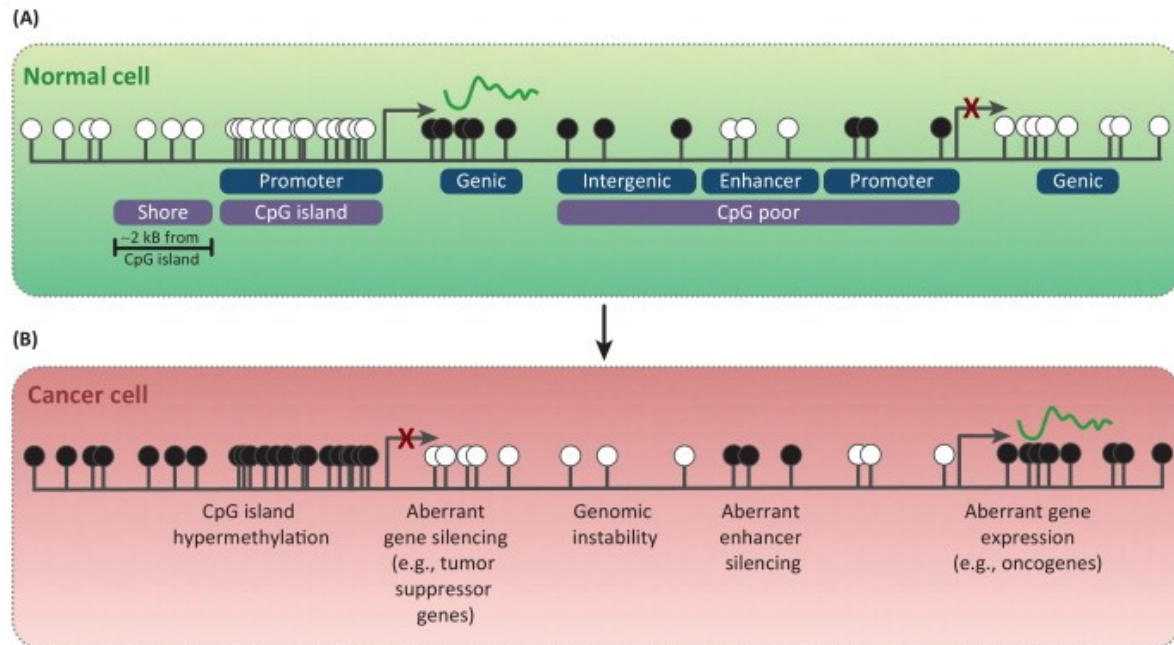 (A)
Normal cell
X
Promoter
Genic
Intergenic
Enhancer
Promoter
Genic
Shore
CpG island
CpG poor
~2 kB from
CpG island
(B)
Cancer cell
X
CpG island
hypermethylation
Aberrant
gene silencing
(e.g., tumor
suppressor
genes)
Genomic
instability
Aberrant
enhancer
silencing
Aberrant gene
expression
(e.g., oncogenes)